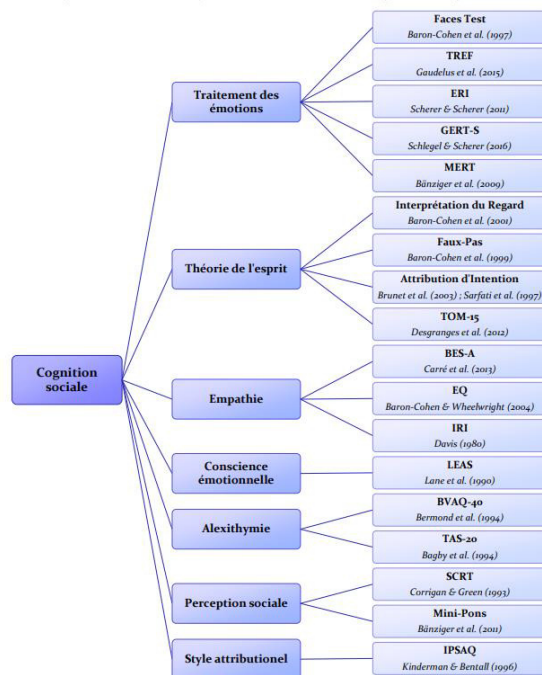 Cognition
sociale
Traitement des
émotions
Faces Test
Baron-Cohen et al. (1997)
TREF
Gaudelus et al. (2015)
ERI
Scherer & Scherer (2011)
GERT-S
Schlegel & Scherer (2016)
MERT
Bänziger et al. (2009)
Théorie de l'esprit
Interprétation du Regard
Baron-Cohen et al. (2001)
Faux-Pas
Baron-Cohen et al. (1999)
Attribution d'Intention
Brunet et al. (2003) ; Sarfati et al. (1997)
TOM-15
Desgranges et al. (2012)
Empathie
BES-A
Carré et al. (2013)
EQ
Baron-Cohen & Wheelwright (2004)
IRI
Davis (1980)
Conscience
émotionnelle
LEAS
Lane et al. (1990)
Alexithymie
BVAQ-40
Bermond et al. (1994)
TAS-20
Bagby et al. (1994)
Perception sociale
SCRT
Corrigan & Green (1993)
Mini-Pons
Bänziger et al. (2011)
Style attributionel
IPSAQ
Kinderman & Bentall (1996)